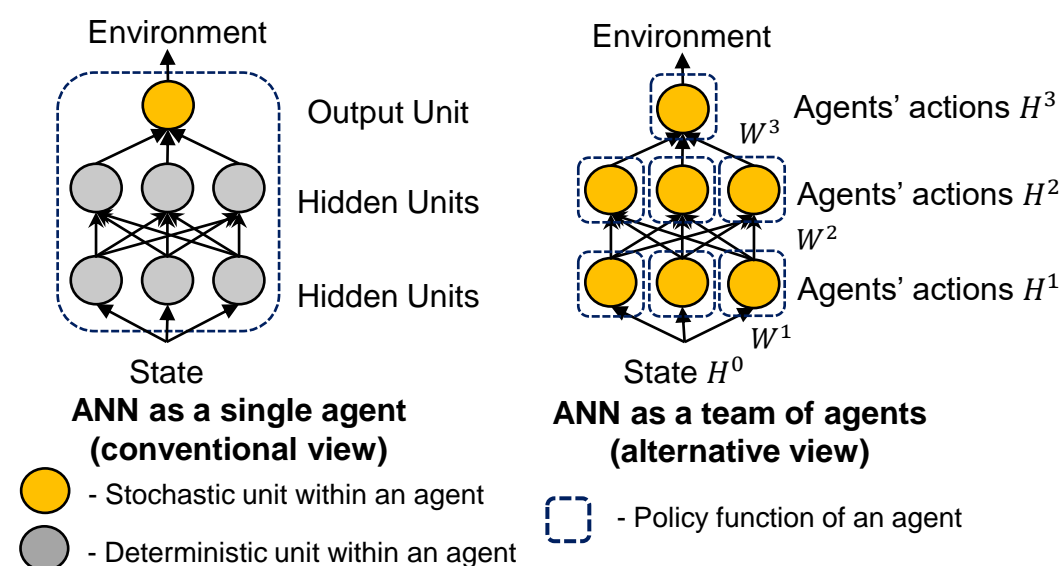 Environment
Output Unit
Hidden Units
Hidden Units
State
ANN as a single agent
(conventional view)
Environment
Agents’ actions H³
W³
Agents’ actions H²
W²
Agents’ actions H¹
W¹
State H⁰
ANN as a team of agents
(alternative view)
- Stochastic unit within an agent
- Deterministic unit within an agent
- Policy function of an agent